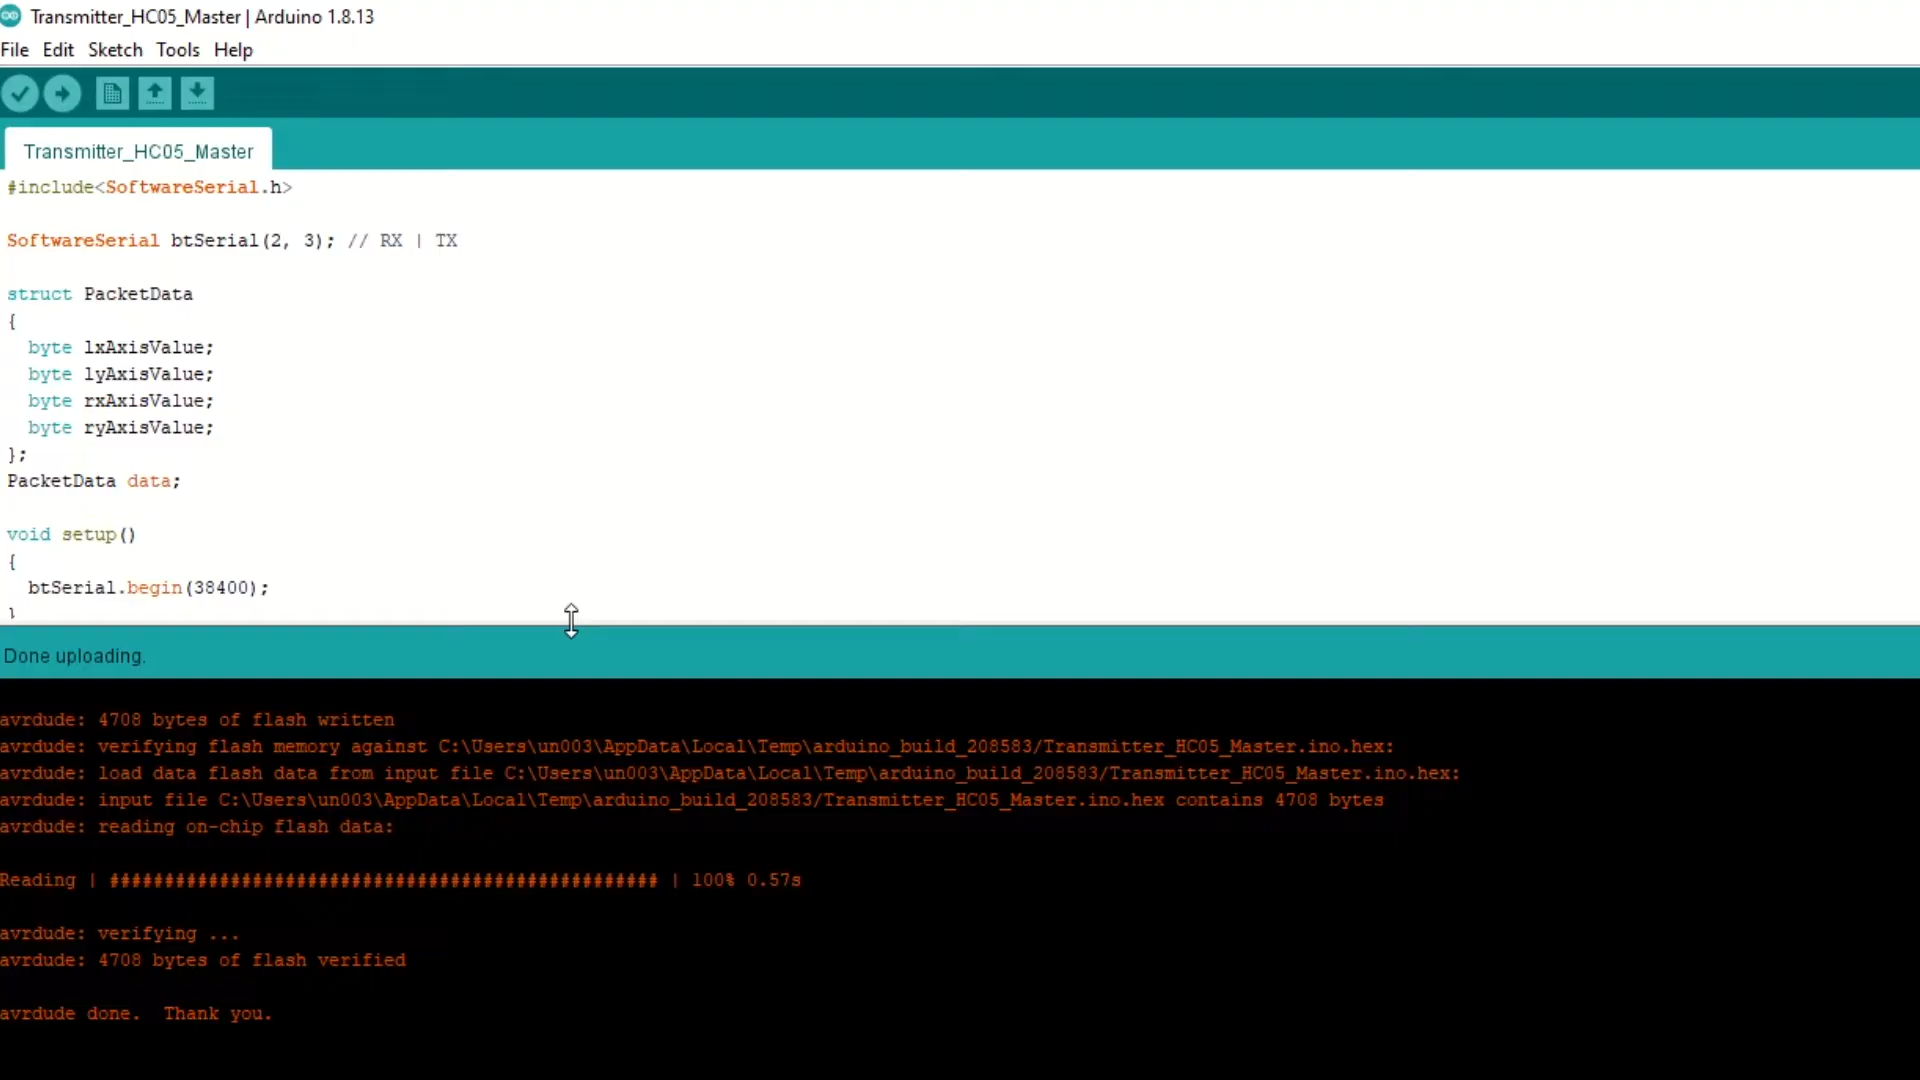 Transmitter_HC05_Master | Arduino 1.8.13
File Edit Sketch Tools Help
Transmitter_HC05_Master
#include<SoftwareSerial.h>
SoftwareSerial btSerial(2, 3); // RX | TX
struct PacketData
{
byte lxAxisValue;
byte lyAxisValue;
byte rxAxisValue;
byte ryAxisValue;
};
PacketData data;
void setup()
{
btSerial.begin(38400);
}
Done uploading.
avrdude: 4708 bytes of flash written
avrdude: verifying flash memory against C:\Users\un003\AppData\Local\Temp\arduino_build_208583/Transmitter_HC05_Master.ino.hex:
avrdude: load data flash data from input file C:\Users\un003\AppData\Local\Temp\arduino_build_208583/Transmitter_HC05_Master.ino.hex:
avrdude: input file C:\Users\un003\AppData\Local\Temp\arduino_build_208583/Transmitter_HC05_Master.ino.hex contains 4708 bytes
avrdude: reading on-chip flash data:
Reading | ################################################## | 100% 0.57s
avrdude: verifying ...
avrdude: 4708 bytes of flash verified
avrdude done.  Thank you.